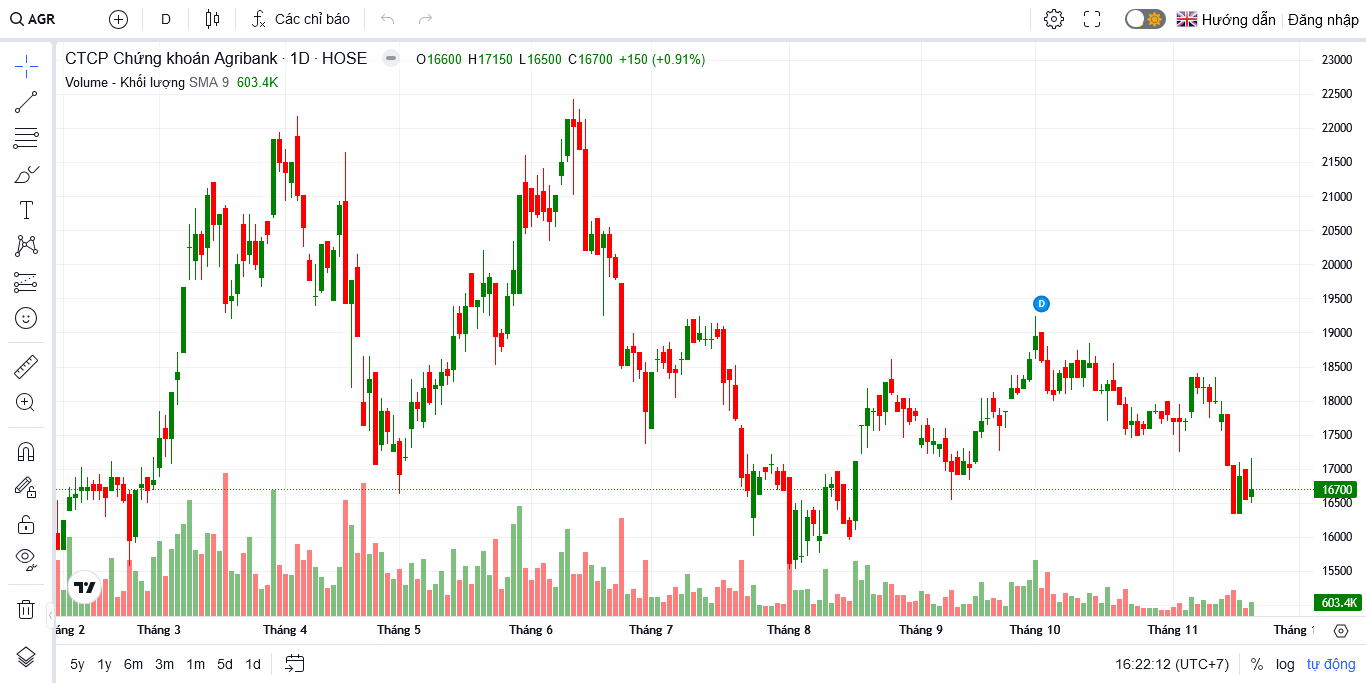 AGR D Các chỉ báo Hướng dẫn Đăng nhập
CTCP Chứng khoán Agribank · 1D · HOSE O16600 H17150 L16500 C16700 +150 (+0.91%)
Volume - Khối lượng SMA 9 603.4K
23000
22500
22000
21500
21000
20500
20000
19500
19000
18500
18000
17500
17000
16700
16500
16000
15500
603.4K
D
áng 2 Tháng 3 Tháng 4 Tháng 5 Tháng 6 Tháng 7 Tháng 8 Tháng 9 Tháng 10 Tháng 11 Tháng 1
5y 1y 6m 3m 1m 5d 1d 16:22:12 (UTC+7) % log tự động